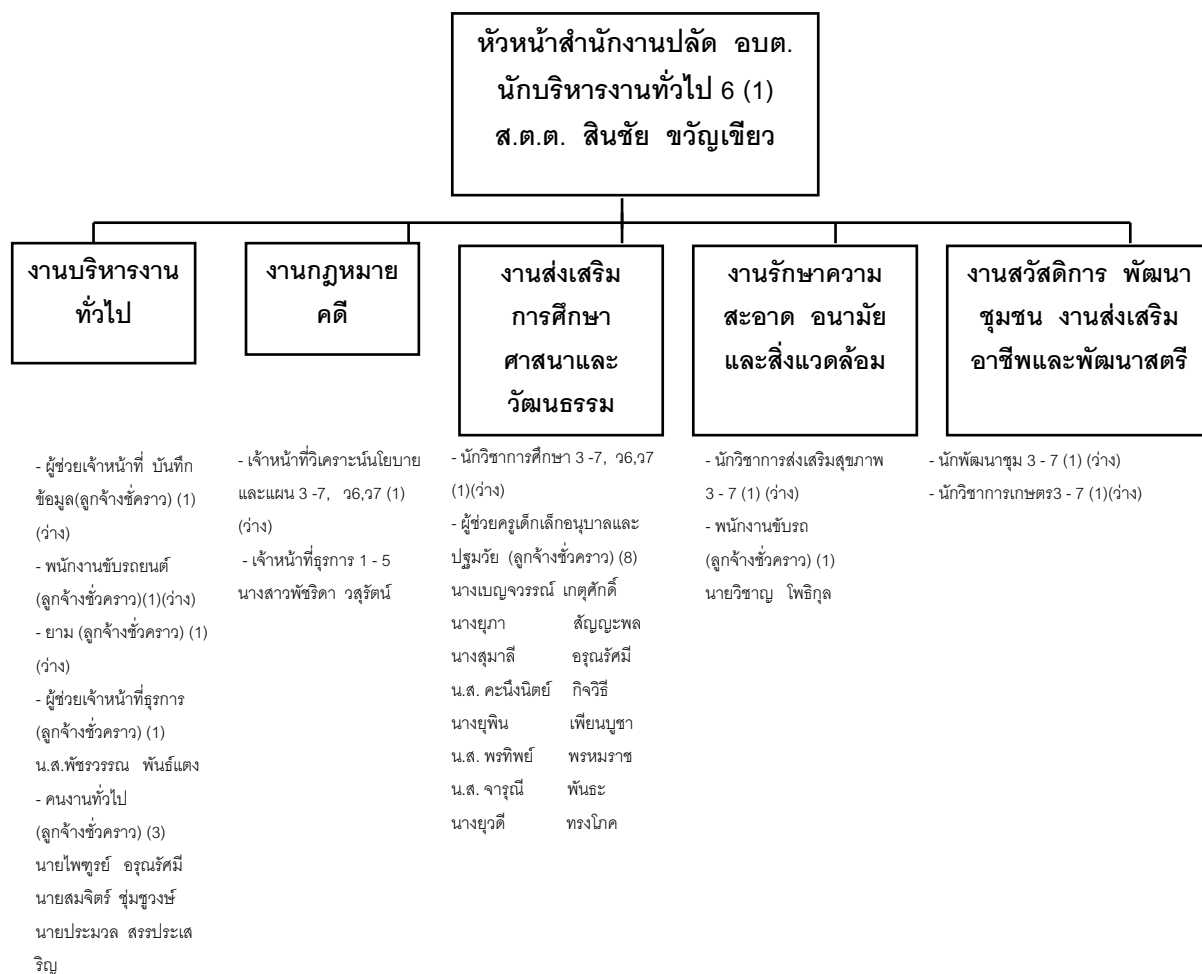 หัวหน้าสำนักงานปลัด อบต.
นักบริหารงานทั่วไป 6 (1)
ส.ต.ต. สินชัย ขวัญเขียว
งานบริหารงาน
ทั่วไป
งานกฎหมาย
คดี
งานส่งเสริม
การศึกษา
ศาสนาและ
วัฒนธรรม
งานรักษาความ
สะอาด อนามัย
และสิ่งแวดล้อม
งานสวัสดิการ พัฒนา
ชุมชน งานส่งเสริม
อาชีพและพัฒนาสตรี
- ผู้ช่วยเจ้าหน้าที่ บันทึก
ข้อมูล(ลูกจ้างชั่คราว) (1)
(ว่าง)
- พนักงานขับรถยนต์
(ลูกจ้างชั่วคราว)(1)(ว่าง)
- ยาม (ลูกจ้างชั่วคราว) (1)
(ว่าง)
- ผู้ช่วยเจ้าหน้าที่ธุรการ
(ลูกจ้างชั่วคราว) (1)
น.ส.พัชรวรรณ พันธ์แตง
- คนงานทั่วไป
(ลูกจ้างชั่วคราว) (3)
นายไพฑูรย์ อรุณรัศมี
นายสมจิตร์ ชุ่มชูวงษ์
นายประมวล สรรประเส
ริญ
- เจ้าหน้าที่วิเคราะน์นโยบาย
และแผน 3 -7, ว6,ว7 (1)
(ว่าง)
- เจ้าหน้าที่ธุรการ 1 - 5
นางสาวพัชริดา วสุรัตน์
- นักวิชาการศึกษา 3 -7, ว6,ว7
(1)(ว่าง)
- ผู้ช่วยครูเด็กเล็กอนุบาลและ
ปฐมวัย (ลูกจ้างชั่วคราว) (8)
นางเบญจวรรณ์ เกตุศักดิ์
นางยุภา สัญญะพล
นางสุมาลี อรุณรัศมี
น.ส. คะนึงนิตย์ กิจวิธี
นางยุพิน เพียนบูชา
น.ส. พรทิพย์ พรหมราช
น.ส. จารุณี พันธะ
นางยุวดี ทรงโภค
- นักวิชาการส่งเสริมสุขภาพ
3 - 7 (1) (ว่าง)
- พนักงานขับรถ
(ลูกจ้างชั่วคราว) (1)
นายวิชาญ โพธิกุล
- นักพัฒนาชุม 3 - 7 (1) (ว่าง)
- นักวิชาการเกษตร3 - 7 (1)(ว่าง)